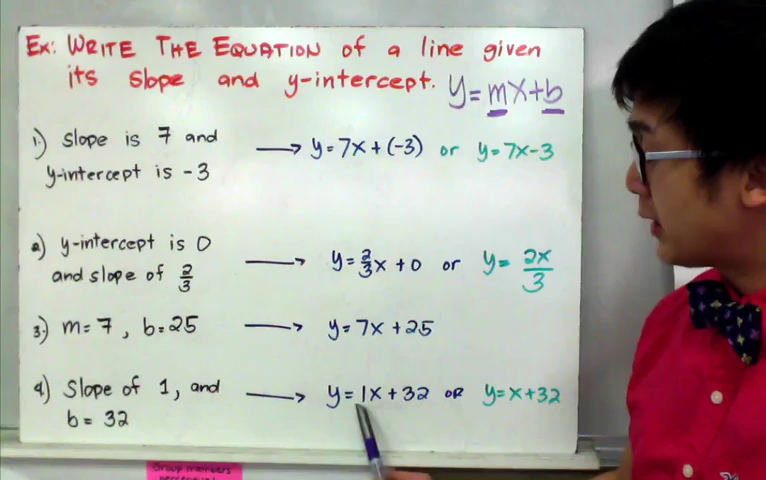 Ex: WRITE THE EQUATION of a line given
its slope and y-intercept. y=mx+b
1.) Slope is 7 and
y-intercept is -3
y=7x+(-3) or y=7x-3
2) y-intercept is 0
and slope of 2/3
y=2/3x+0 or y=2x/3
3.) m=7, b=25
y=7x+25
4) Slope of 1, and
b= 32
y=1x+32 OR y=x+32
Group members